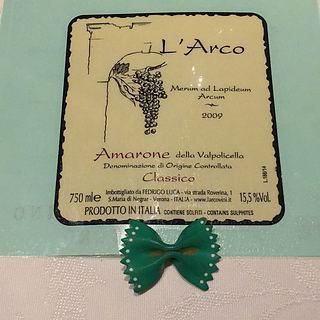 L'Arco
Merum ad Lapideum
Arcum
2009
Amarone della Valpolicella
Denominazione di Origine Controllata
Classico
750 ml e
Imbottigliato da FEDRIGO LUCA - via strada Roverina, 1
S.Maria di Negrar - Verona - ITALIA - www.larcovini.it
15,5 %Vol.
PRODOTTO IN ITALIA CONTIENE SOLFITI - CONTAINS SULPHITES